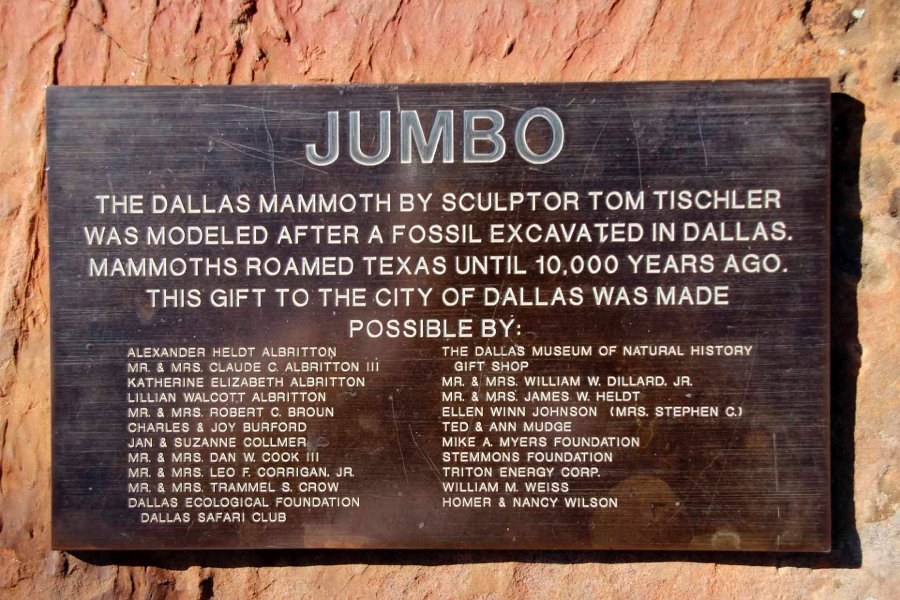 JUMBO
THE DALLAS MAMMOTH BY SCULPTOR TOM TISCHLER
WAS MODELED AFTER A FOSSIL EXCAVATED IN DALLAS.
MAMMOTHS ROAMED TEXAS UNTIL 10,000 YEARS AGO.
THIS GIFT TO THE CITY OF DALLAS WAS MADE
POSSIBLE BY:
ALEXANDER HELDT ALBRITTON
MR. & MRS. CLAUDE C. ALBRITTON III
KATHERINE ELIZABETH ALBRITTON
LILLIAN WALCOTT ALBRITTON
MR. & MRS. ROBERT C. BROUN
CHARLES & JOY BURFORD
JAN & SUZANNE COLLMER
MR. & MRS. DAN W. COOK III
MR. & MRS. LEO F. CORRIGAN, JR.
MR. & MRS. TRAMMEL S. CROW
DALLAS ECOLOGICAL FOUNDATION
DALLAS SAFARI CLUB
THE DALLAS MUSEUM OF NATURAL HISTORY
GIFT SHOP
MR. & MRS. WILLIAM W. DILLARD, JR.
MR. & MRS. JAMES W. HELDT
ELLEN WINN JOHNSON (MRS. STEPHEN C.)
TED & ANN MUDGE
MIKE A. MYERS FOUNDATION
STEMMONS FOUNDATION
TRITON ENERGY CORP.
WILLIAM M. WEISS
HOMER & NANCY WILSON